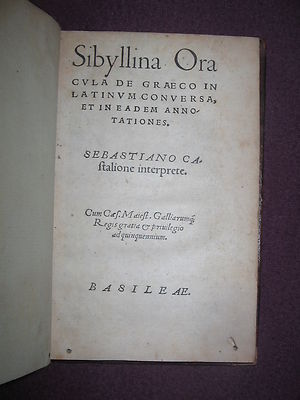 Sibyllina Ora
CVLA DE GRAECO IN
LATINVM CONVERSA,
ET IN EADEM ANNO-
TATIONES.
SEBASTIANO CA-
stalione interprete.
Cum Cæs. Maiest. Galliarumq́
Regis gratia & priuilegio
ad quinquennium.
BASILEAE.